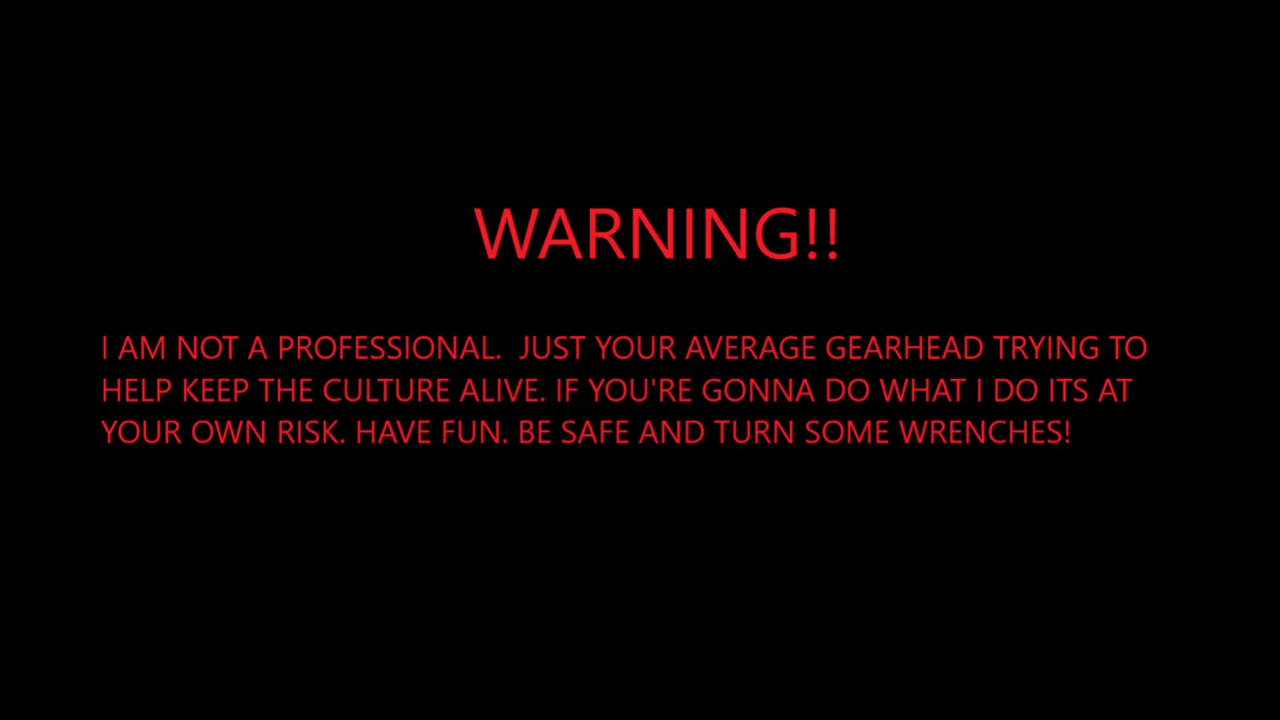 WARNING!!
I AM NOT A PROFESSIONAL.  JUST YOUR AVERAGE GEARHEAD TRYING TO
HELP KEEP THE CULTURE ALIVE. IF YOU'RE GONNA DO WHAT I DO ITS AT
YOUR OWN RISK. HAVE FUN. BE SAFE AND TURN SOME WRENCHES!